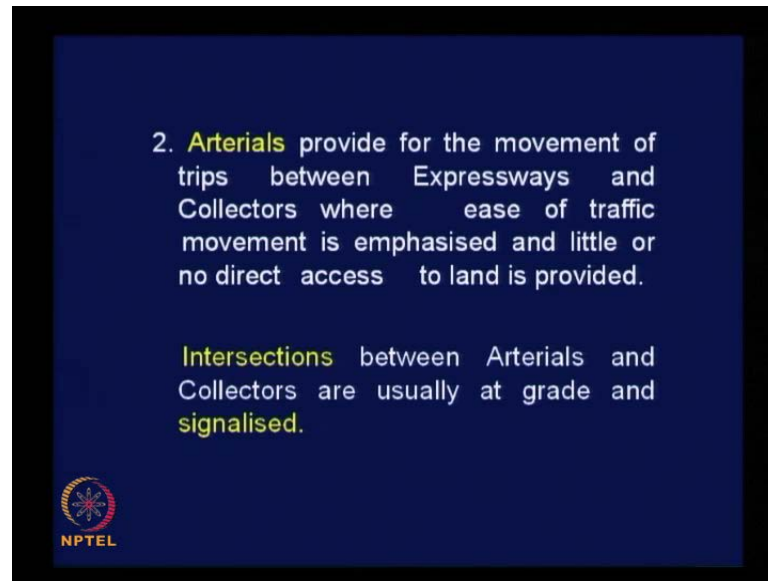 2. Arterials provide for the movement of
trips between Expressways and
Collectors where ease of traffic
movement is emphasised and little or
no direct access to land is provided.
Intersections between Arterials and
Collectors are usually at grade and
signalised.
NPTEL